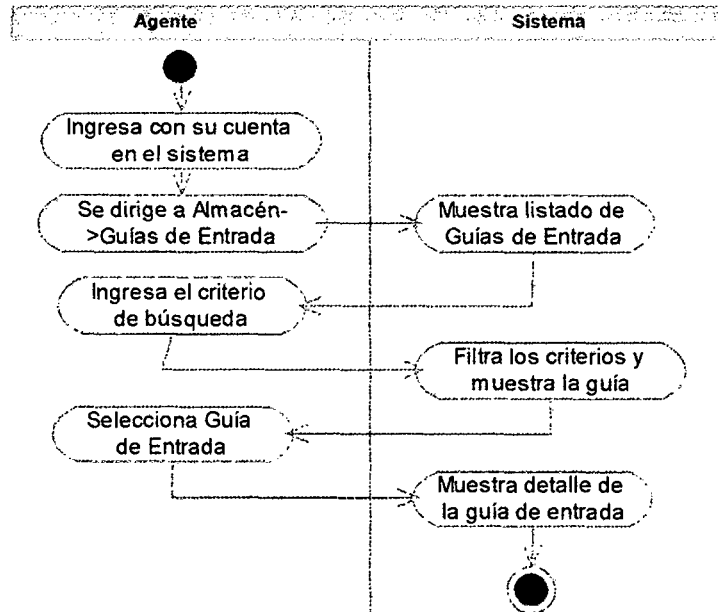 Agente
Sistema
Ingresa con su cuenta
en el sistema
Se dirige a Almacén-
>Guías de Entrada
Muestra listado de
Guías de Entrada
Ingresa el criterio
de búsqueda
Filtra los criterios y
muestra la guía
Selecciona Guía
de Entrada
Muestra detalle de
la guía de entrada